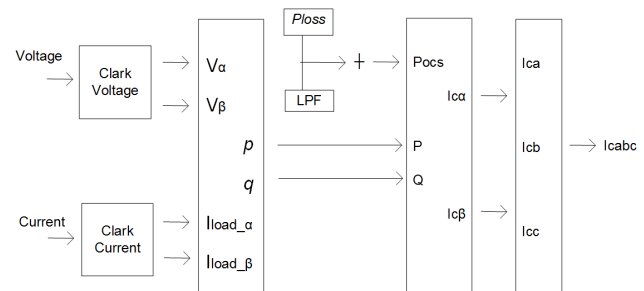 Voltage
Clark
Voltage
Vα
Vβ
p
q
Current
Clark
Current
Iload_α
Iload_β
Ploss
LPF
+
Pocs
P
Q
Icα
Icβ
Ica
Icb
Icc
Icabc